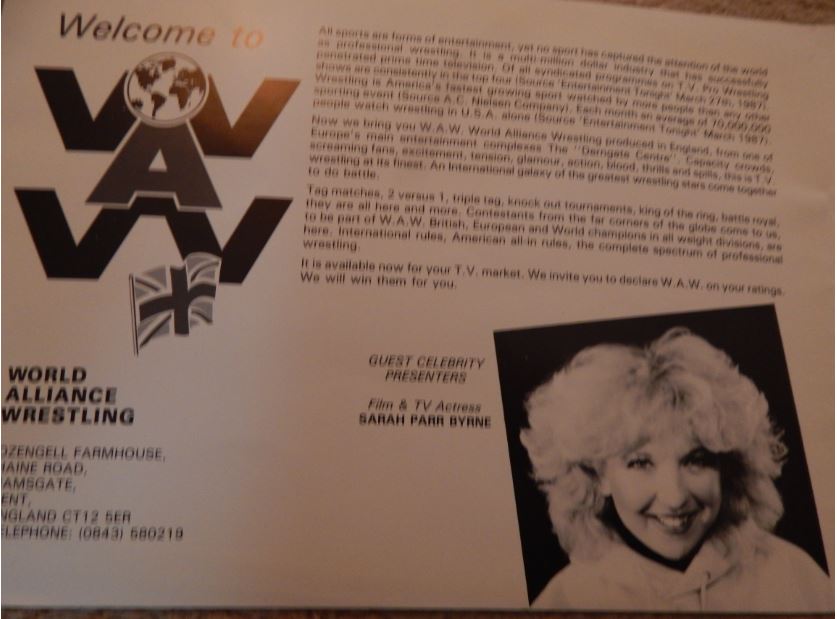 Welcome to
W
A
W
WORLD
ALLIANCE
WRESTLING
OZENGELL FARMHOUSE,
HAINE ROAD,
AMSGATE,
ENT,
NGLAND CT12 5ER
ELEPHONE: (0843) 580219
All sports are forms of entertainment, yet no sport has captured the attention of the world
as professional wrestling. It is a multi-million dollar industry that has successfully
penetrated prime time television. Of all syndicated programmes on T.V. Pro Wrestling
shows are consistently in the top four (Source 'Entertainment Tonight' March 27th, 1987).
Wrestling is America's fastest growing sport watched by more people than any other
sporting event (Source A.C. Nielsen Company). Each month an average of 70,000,000
people watch wrestling in U.S.A. alone (Source 'Entertainment Tonight' March 1987).
Now we bring you W.A.W. World Alliance Wrestling produced in England, from one of
Europe's main entertainment complexes The "Derngate Centre". Capacity crowds,
screaming fans, excitement, tension, glamour, action, blood, thrills and spills, this is T.V.
wrestling at its finest. An International galaxy of the greatest wrestling stars come together
to do battle.
Tag matches, 2 versus 1, triple tag, knock out tournaments, king of the ring, battle royal,
they are all here and more. Contestants from the far corners of the globe come to us,
to be part of W.A.W. British, European and World champions in all weight divisions, are
here. International rules, American all-in rules, the complete spectrum of professional
wrestling.
It is available now for your T.V. market. We invite you to declare W.A.W. on your ratings.
We will win them for you.
GUEST CELEBRITY
PRESENTERS
Film & TV Actress
SARAH PARR BYRNE